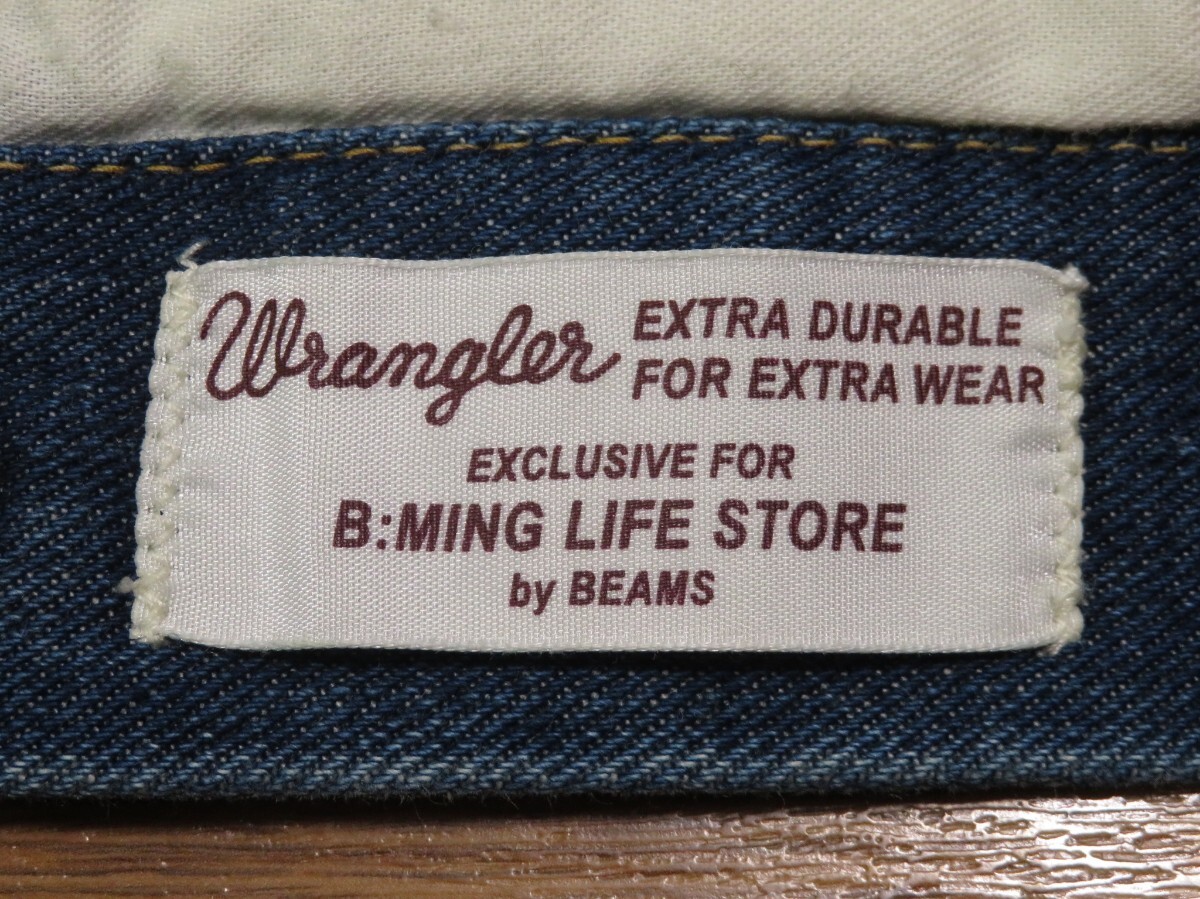 Wrangler
EXTRA DURABLE
FOR EXTRA WEAR
EXCLUSIVE FOR
B:MING LIFE STORE
by BEAMS